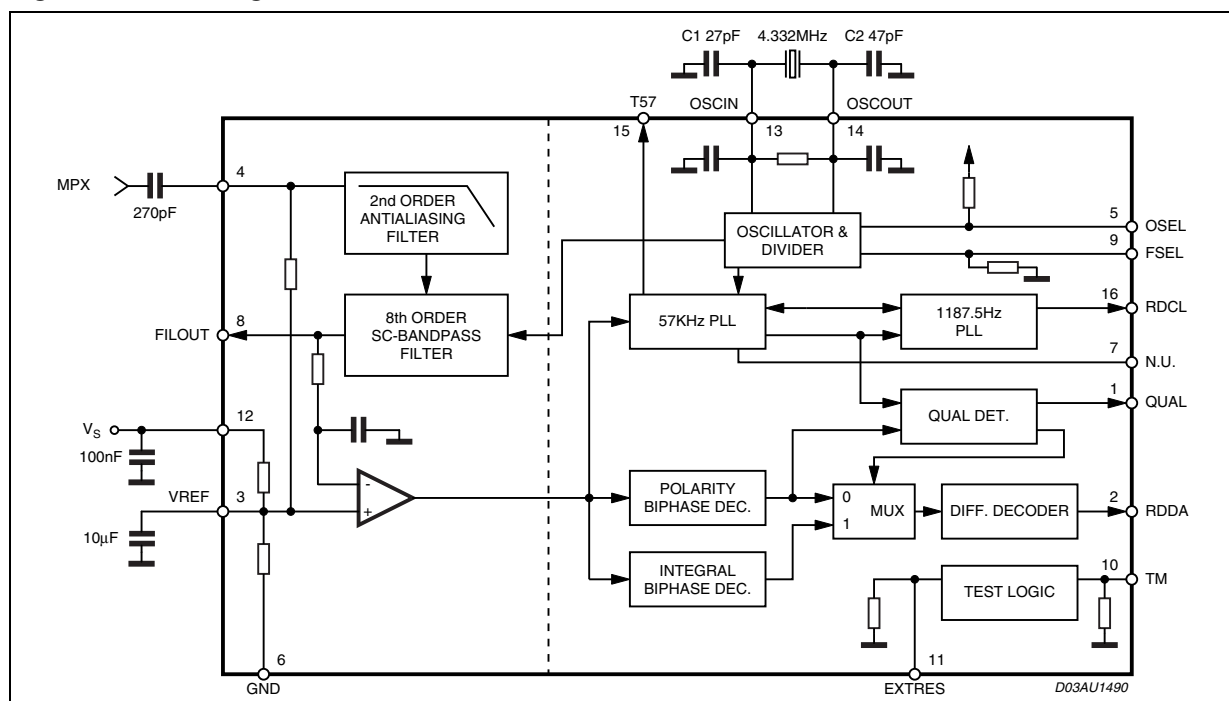 C1 27pF 4.332MHz C2 47pF
T57 OSCIN OSCOUT
15 13 14
MPX
270pF
4
2nd ORDER
ANTIALIASING
FILTER
OSCILLATOR &
DIVIDER
5
OSEL
9
FSEL
FILOUT
8
8th ORDER
SC-BANDPASS
FILTER
57KHz PLL
1187.5Hz
PLL
16
RDCL
7
N.U.
VS
12
100nF
QUAL DET.
1
QUAL
VREF
3
10µF
-
+
POLARITY
BIPHASE DEC.
0
1
MUX
DIFF. DECODER
2
RDDA
INTEGRAL
BIPHASE DEC.
TEST LOGIC
10
TM
6
GND
11
EXTRES
D03AU1490